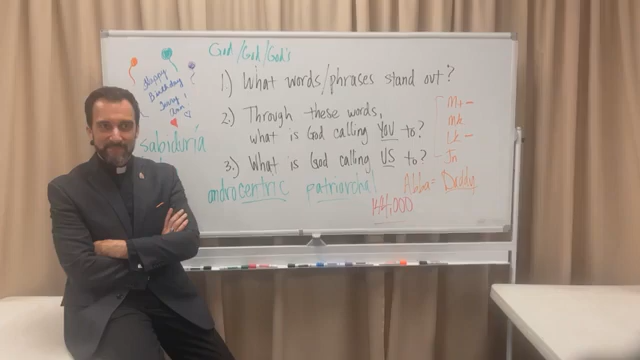 God/God/God's
Happy
Birthday
1.) What words/phrases stand out?
2.) Through these words,
what is God calling YOU to?
3.) What is God calling US to?
sabiduría
androcentric patriarchal
Mt -
Mk
Lk -
Jn
Abba = Daddy
144,000